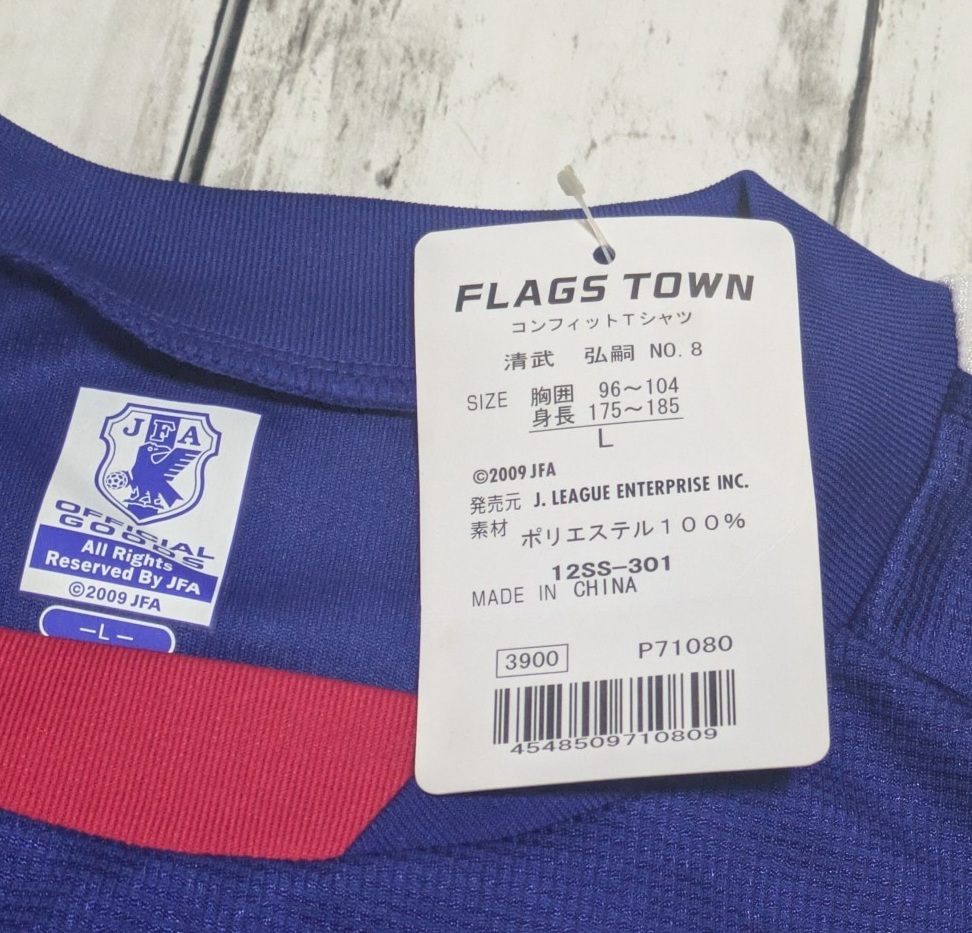 JFA
OFFICIAL
GOODS
All Rights
Reserved By JFA
©2009 JFA
–L–
FLAGS TOWN
コンフィットTシャツ
清武 弘嗣 NO.8
SIZE 胸囲 96~104
身長 175~185
L
©2009 JFA
発売元 J. LEAGUE ENTERPRISE INC.
素材 ポリエステル100%
12SS-301
MADE IN CHINA
3900 P71080
4548509710809